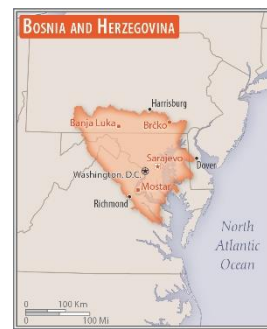 BOSNIA AND HERZEGOVINA
Harrisburg
Banja Luka
Brčko
Sarajevo
Washington, D.C.
Dover
Mostar
Richmond
North
Atlantic
Ocean
0 100 Km
0 100 Mi